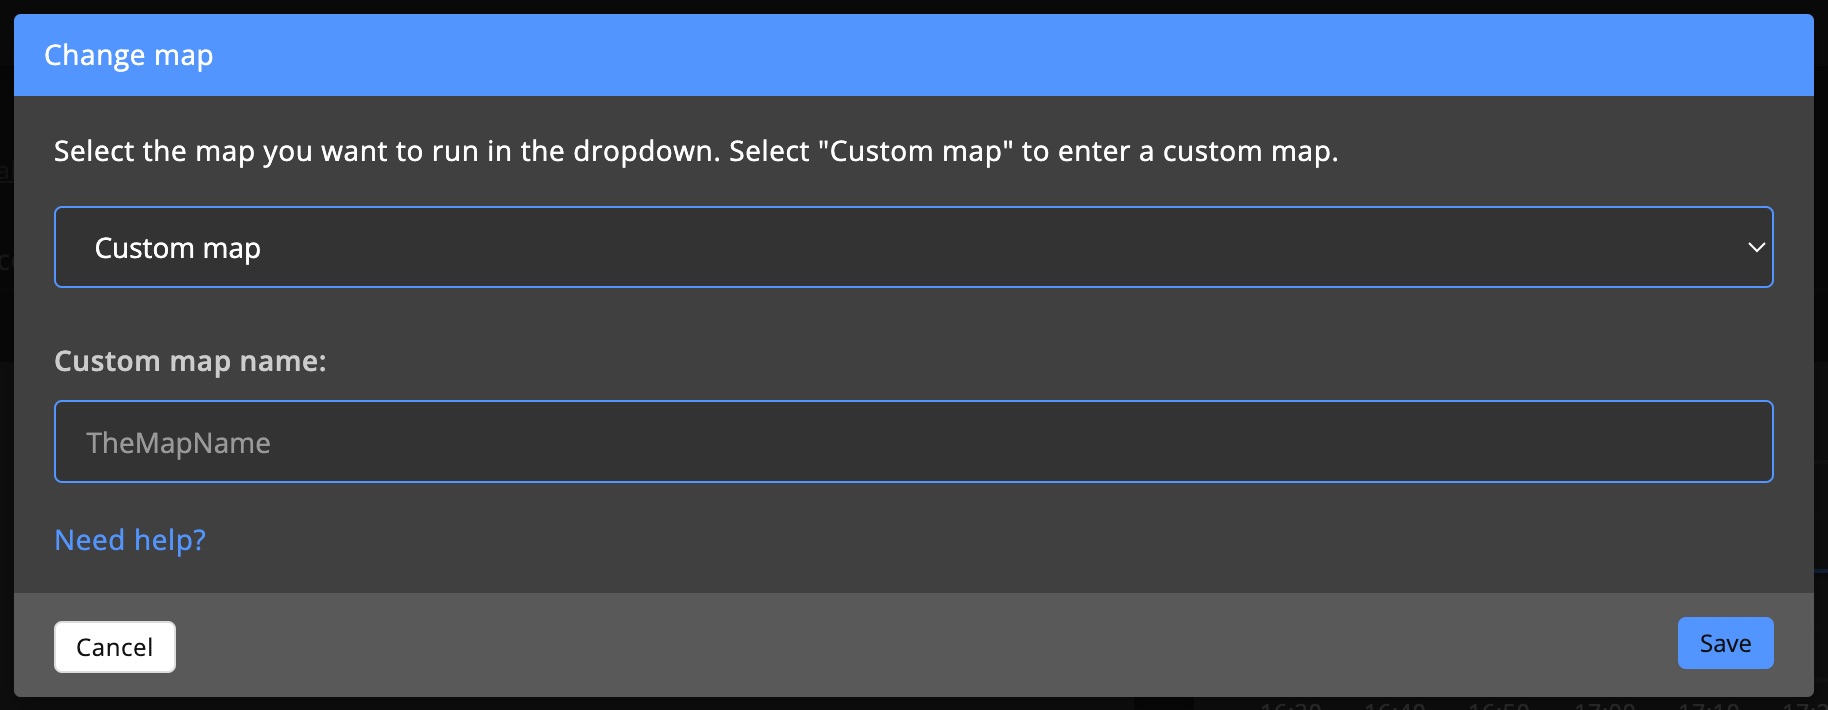 Change map
Select the map you want to run in the dropdown. Select "Custom map" to enter a custom map.
Custom map
Custom map name:
TheMapName
Need help?
Cancel
Save